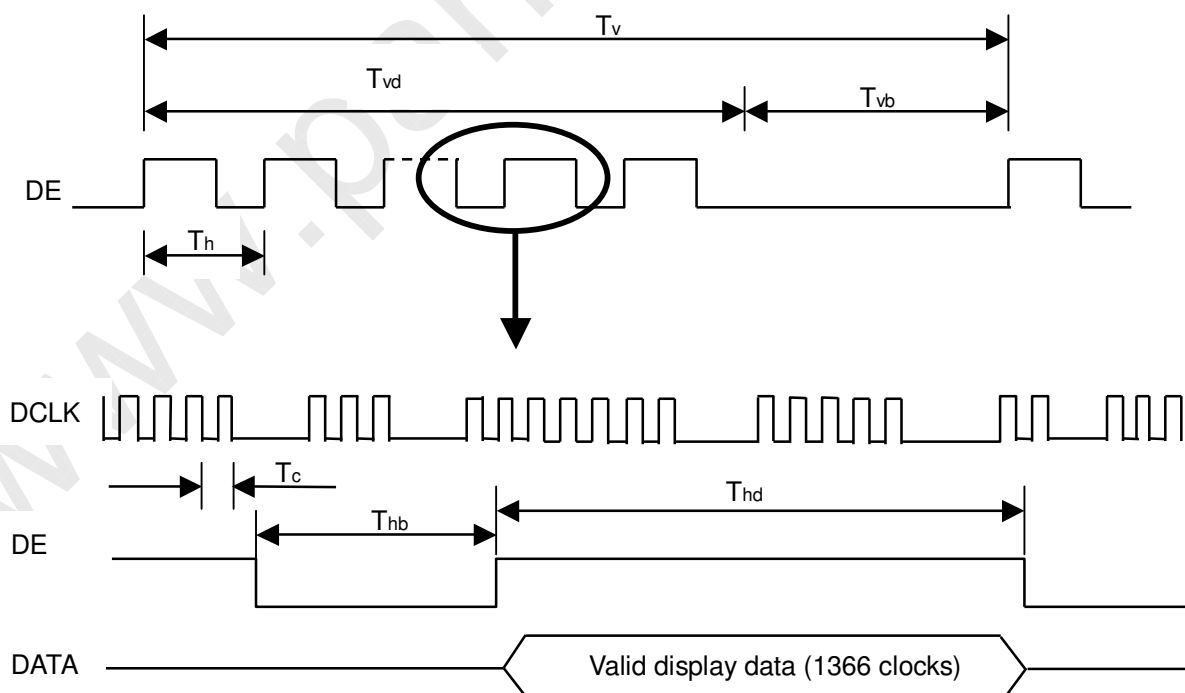 Tv
Tvd
Tvb
DE
Th
DCLK
Tc
Thd
Thb
DE
DATA
Valid display data (1366 clocks)